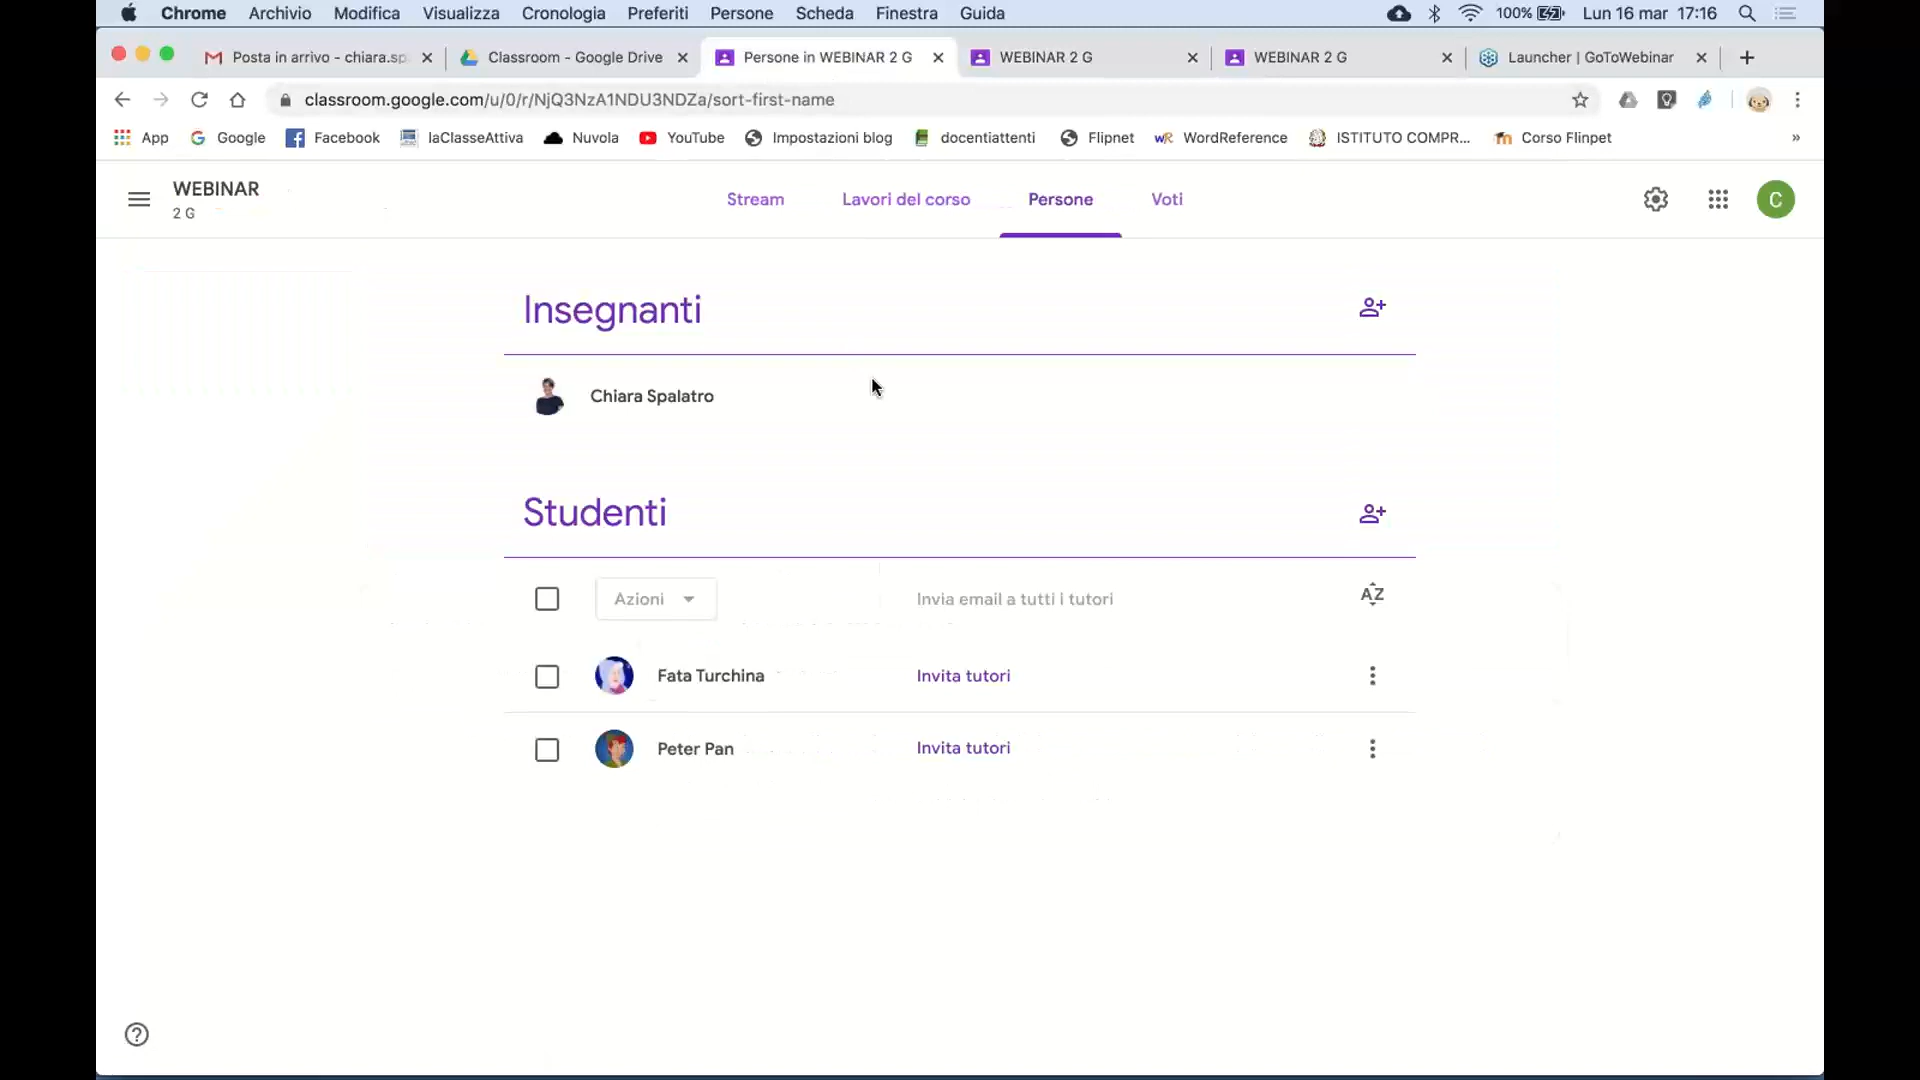 Chrome Archivio Modifica Visualizza Cronologia Preferiti Persone Scheda Finestra Guida 100% Lun 16 mar 17:16
Posta in arrivo - chiara.sp Classroom - Google Drive Persone in WEBINAR 2 G WEBINAR 2 G WEBINAR 2 G Launcher | GoToWebinar
classroom.google.com/u/0/r/NjQ3NzA1NDU3NDZa/sort-first-name
App Google Facebook laClasseAttiva Nuvola YouTube Impostazioni blog docentiattenti Flipnet WordReference ISTITUTO COMPR... Corso Flinpet »
WEBINAR
2 G
Stream Lavori del corso Persone Voti C
Insegnanti
Chiara Spalatro
Studenti
Azioni Invia email a tutti i tutori AZ
Fata Turchina Invita tutori
Peter Pan Invita tutori